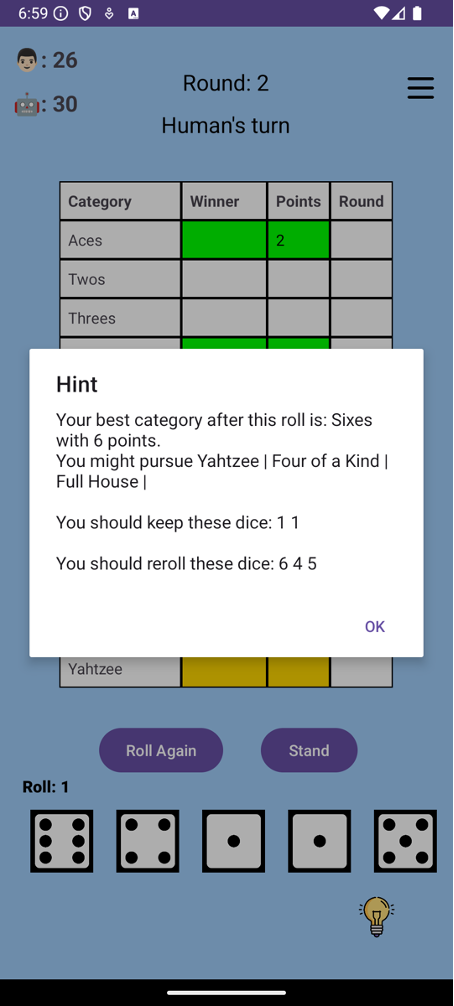 6:59
A
: 26
Round: 2
: 30
Human's turn
Category Winner Points Round
Aces 2
Twos
Threes
Hint
Your best category after this roll is: Sixes
with 6 points.
You might pursue Yahtzee | Four of a Kind |
Full House |
You should keep these dice: 1 1
You should reroll these dice: 6 4 5
OK
Yahtzee
Roll Again Stand
Roll: 1